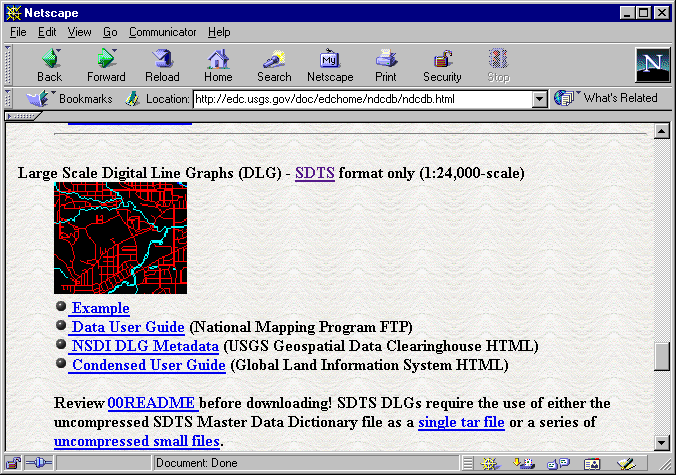 Netscape
File Edit View Go Communicator Help
Back Forward Reload Home Search Netscape Print Security Stop
Bookmarks Location: http://edc.usgs.gov/doc/edchome/ndcdb/ndcdb.html What's Related
Large Scale Digital Line Graphs (DLG) - SDTS format only (1:24,000-scale)
Example
Data User Guide (National Mapping Program FTP)
NSDI DLG Metadata (USGS Geospatial Data Clearinghouse HTML)
Condensed User Guide (Global Land Information System HTML)
Review 00README before downloading! SDTS DLGs require the use of either the
uncompressed SDTS Master Data Dictionary file as a single tar file or a series of
uncompressed small files.
Document: Done